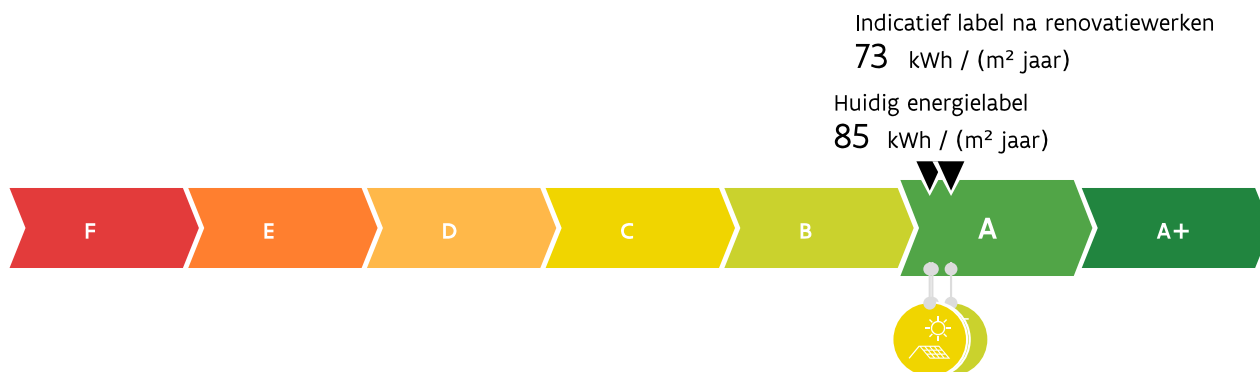 Indicatief label na renovatiewerken
73 kWh / (m² jaar)
Huidig energielabel
85 kWh / (m² jaar)
F E D C B A A+